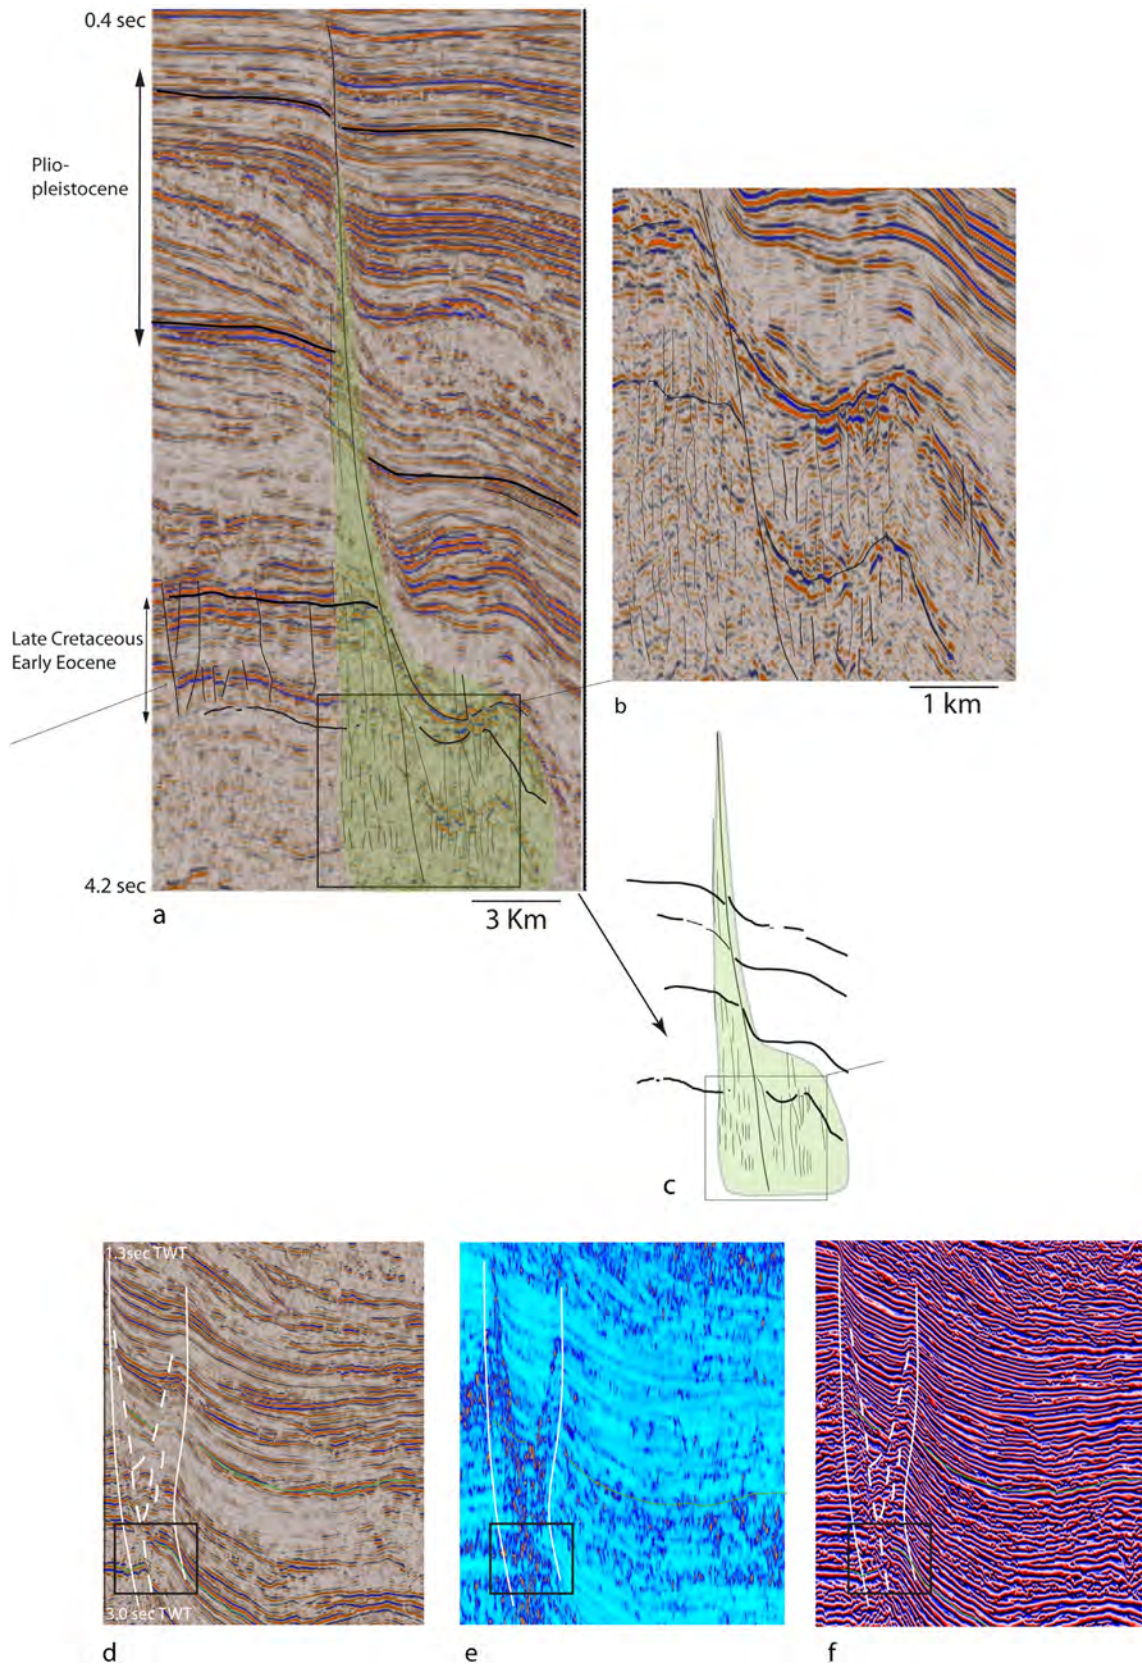 0.4 sec
Plio-
pleistocene
Late Cretaceous
Early Eocene
4.2 sec
a
3 Km
b
1 km
c
1.3sec TWT
3.0 sec TWT
d
e
f